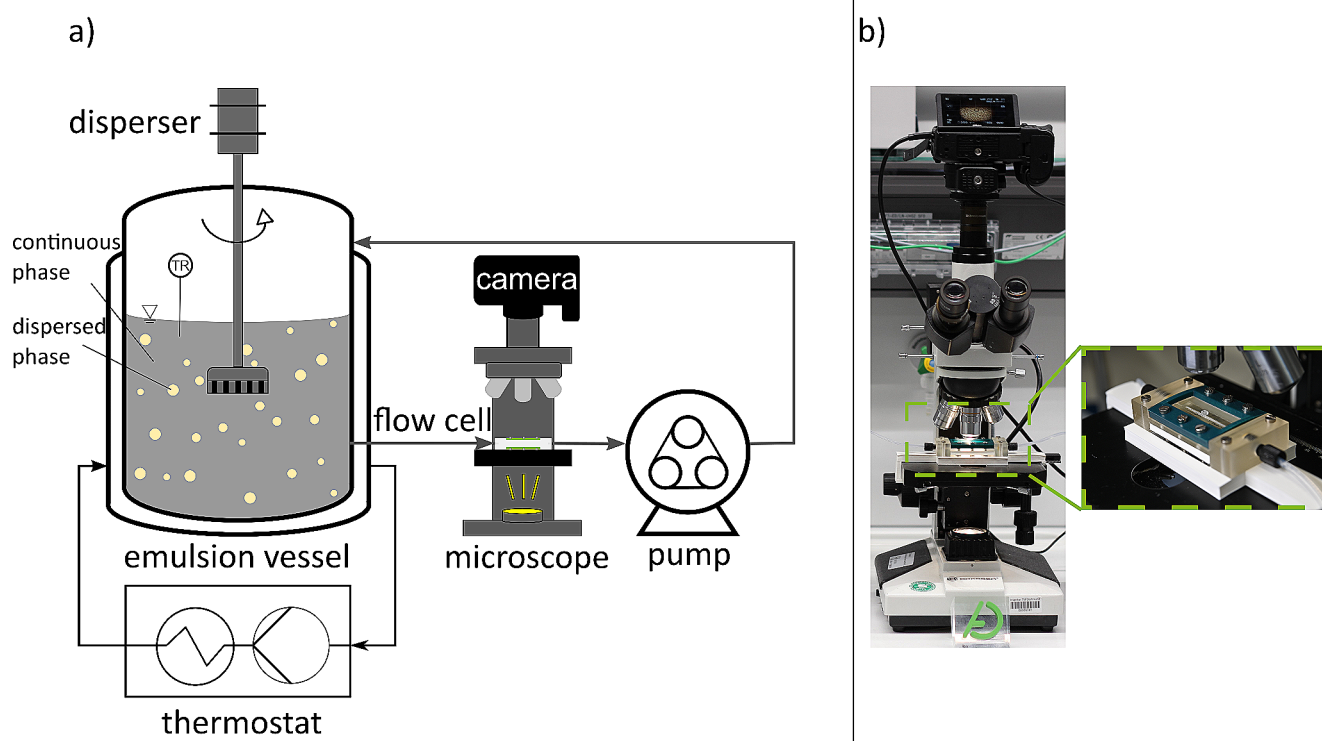 a)
disperser
continuous
phase
TR
dispersed
phase
camera
flow cell
emulsion vessel
microscope
pump
thermostat
b)